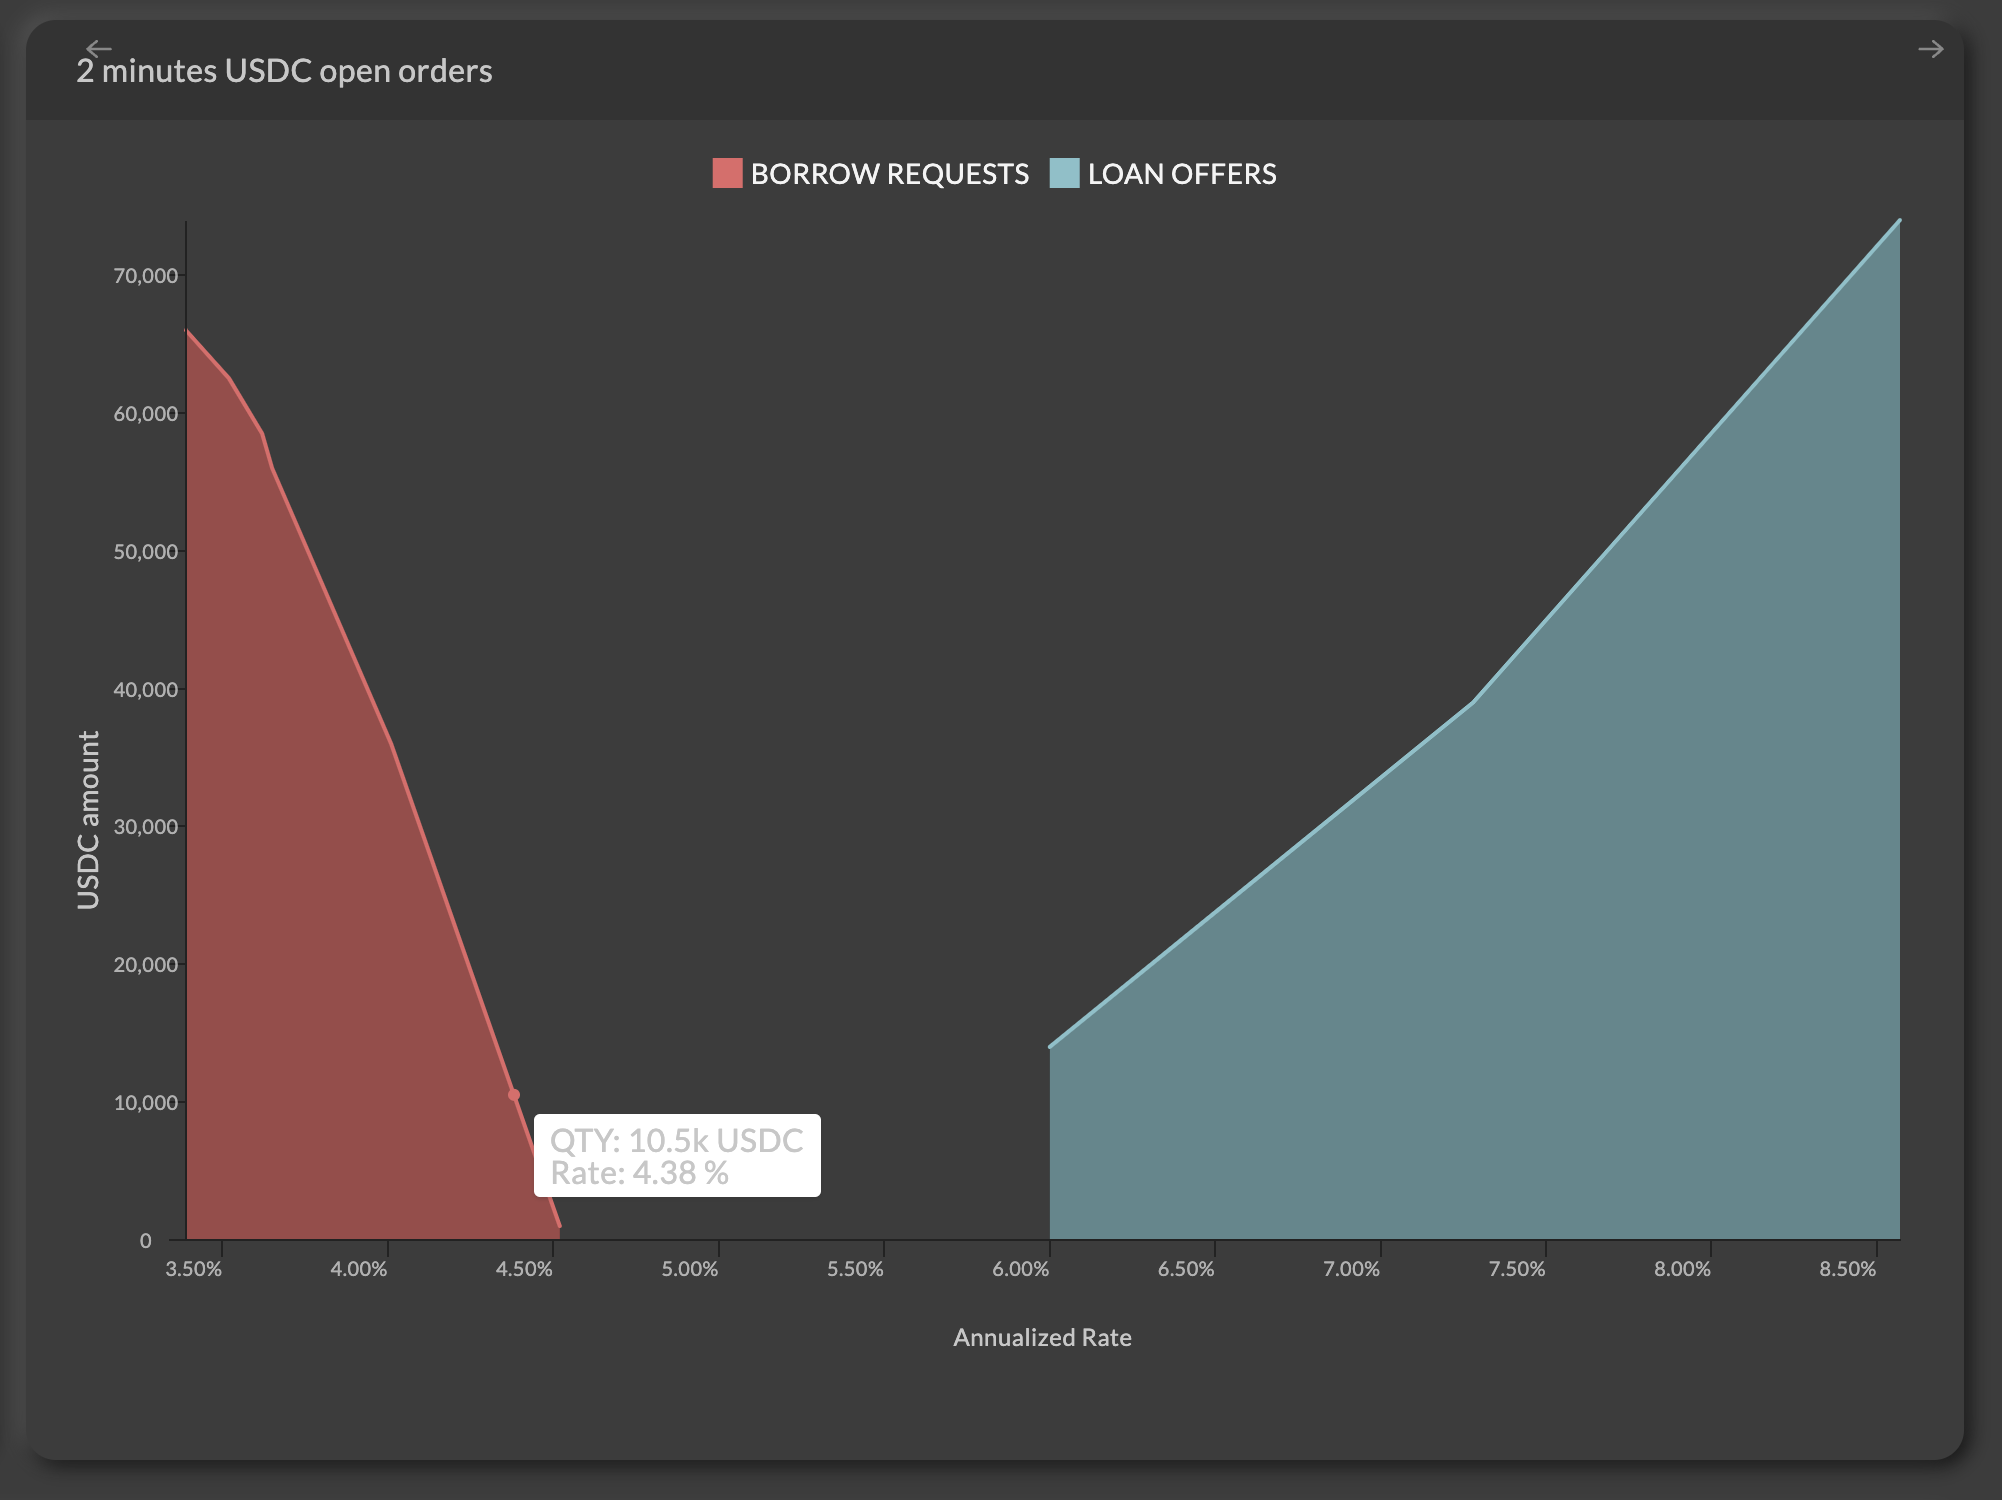 2 minutes USDC open orders
BORROW REQUESTS LOAN OFFERS
70,000
60,000
50,000
40,000
30,000
20,000
10,000
0
USDC amount
QTY: 10.5k USDC
Rate: 4.38 %
3.50% 4.00% 4.50% 5.00% 5.50% 6.00% 6.50% 7.00% 7.50% 8.00% 8.50%
Annualized Rate